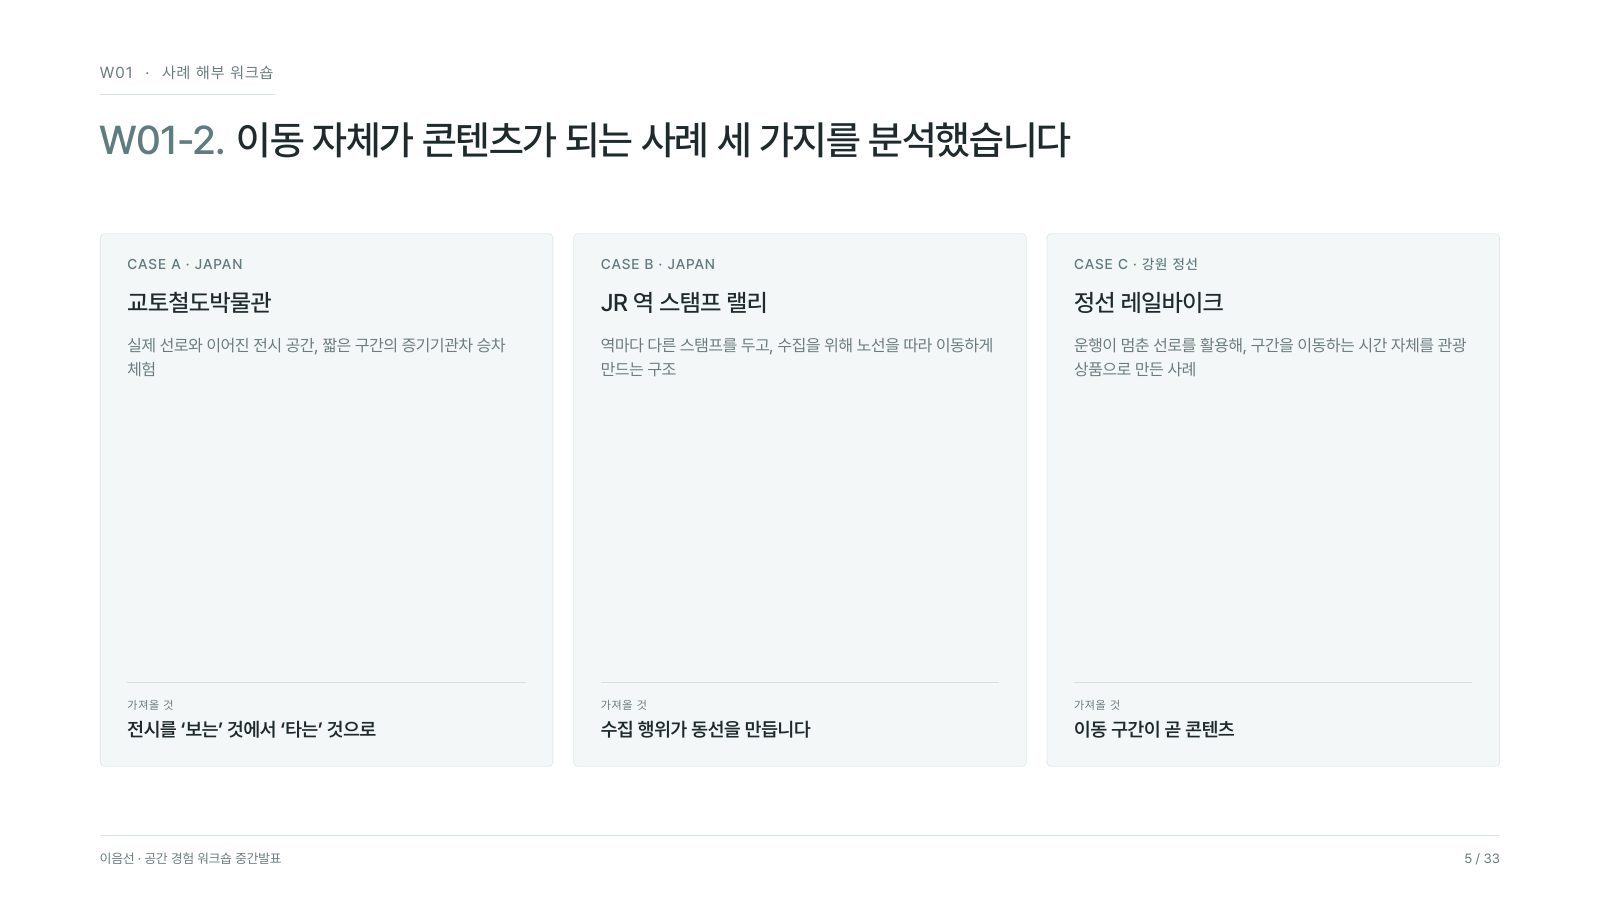 W01 · 사례 해부 워크숍
W01-2. 이동 자체가 콘텐츠가 되는 사례 세 가지를 분석했습니다
CASE A · JAPAN
교토철도박물관
실제 선로와 이어진 전시 공간, 짧은 구간의 증기기관차 승차
체험
가져올 것
전시를 ‘보는’ 것에서 ‘타는’ 것으로
CASE B · JAPAN
JR 역 스탬프 랠리
역마다 다른 스탬프를 두고, 수집을 위해 노선을 따라 이동하게
만드는 구조
가져올 것
수집 행위가 동선을 만듭니다
CASE C · 강원 정선
정선 레일바이크
운행이 멈춘 선로를 활용해, 구간을 이동하는 시간 자체를 관광
상품으로 만든 사례
가져올 것
이동 구간이 곧 콘텐츠
이음선 · 공간 경험 워크숍 중간발표
5 / 33